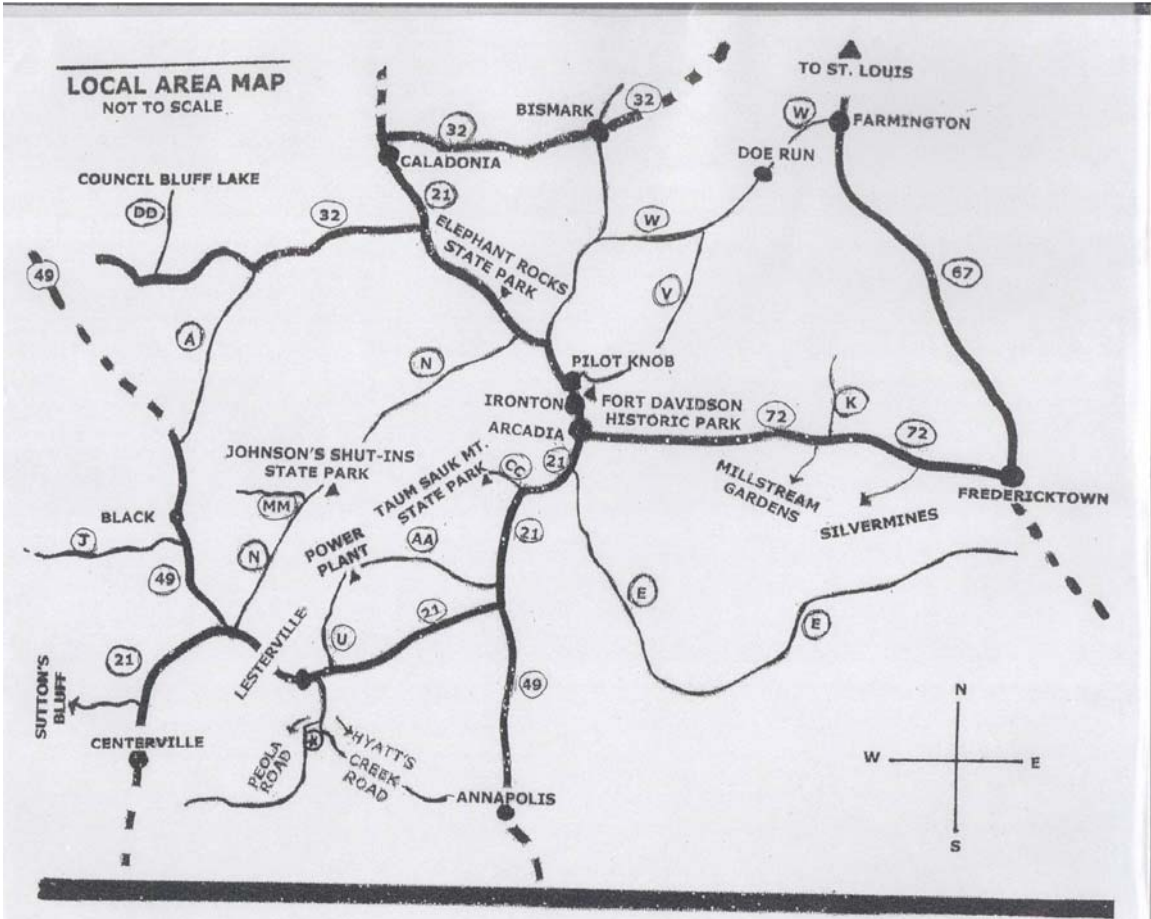 LOCAL AREA MAP
NOT TO SCALE
TO ST. LOUIS
BISMARK
32
W
FARMINGTON
32
CALADONIA
DOE RUN
COUNCIL BLUFF LAKE
DD
21
32
ELEPHANT ROCKS
STATE PARK
W
49
67
V
A
N
PILOT KNOB
IRONTON
FORT DAVIDSON
HISTORIC PARK
K
ARCADIA
72
72
JOHNSON'S SHUT-INS
STATE PARK
TAUM SAUK MT.
STATE PARK
CC
21
MILLSTREAM
GARDENS
FREDERICKTOWN
MM
SILVERMINES
BLACK
J
POWER
PLANT
AA
21
49
N
E
E
21
U
LESTERVILLE
21
49
SUTTON'S
BLUFF
N
CENTERVILLE
PEOLA
ROAD
HYATT'S
CREEK
ROAD
W
E
ANNAPOLIS
S